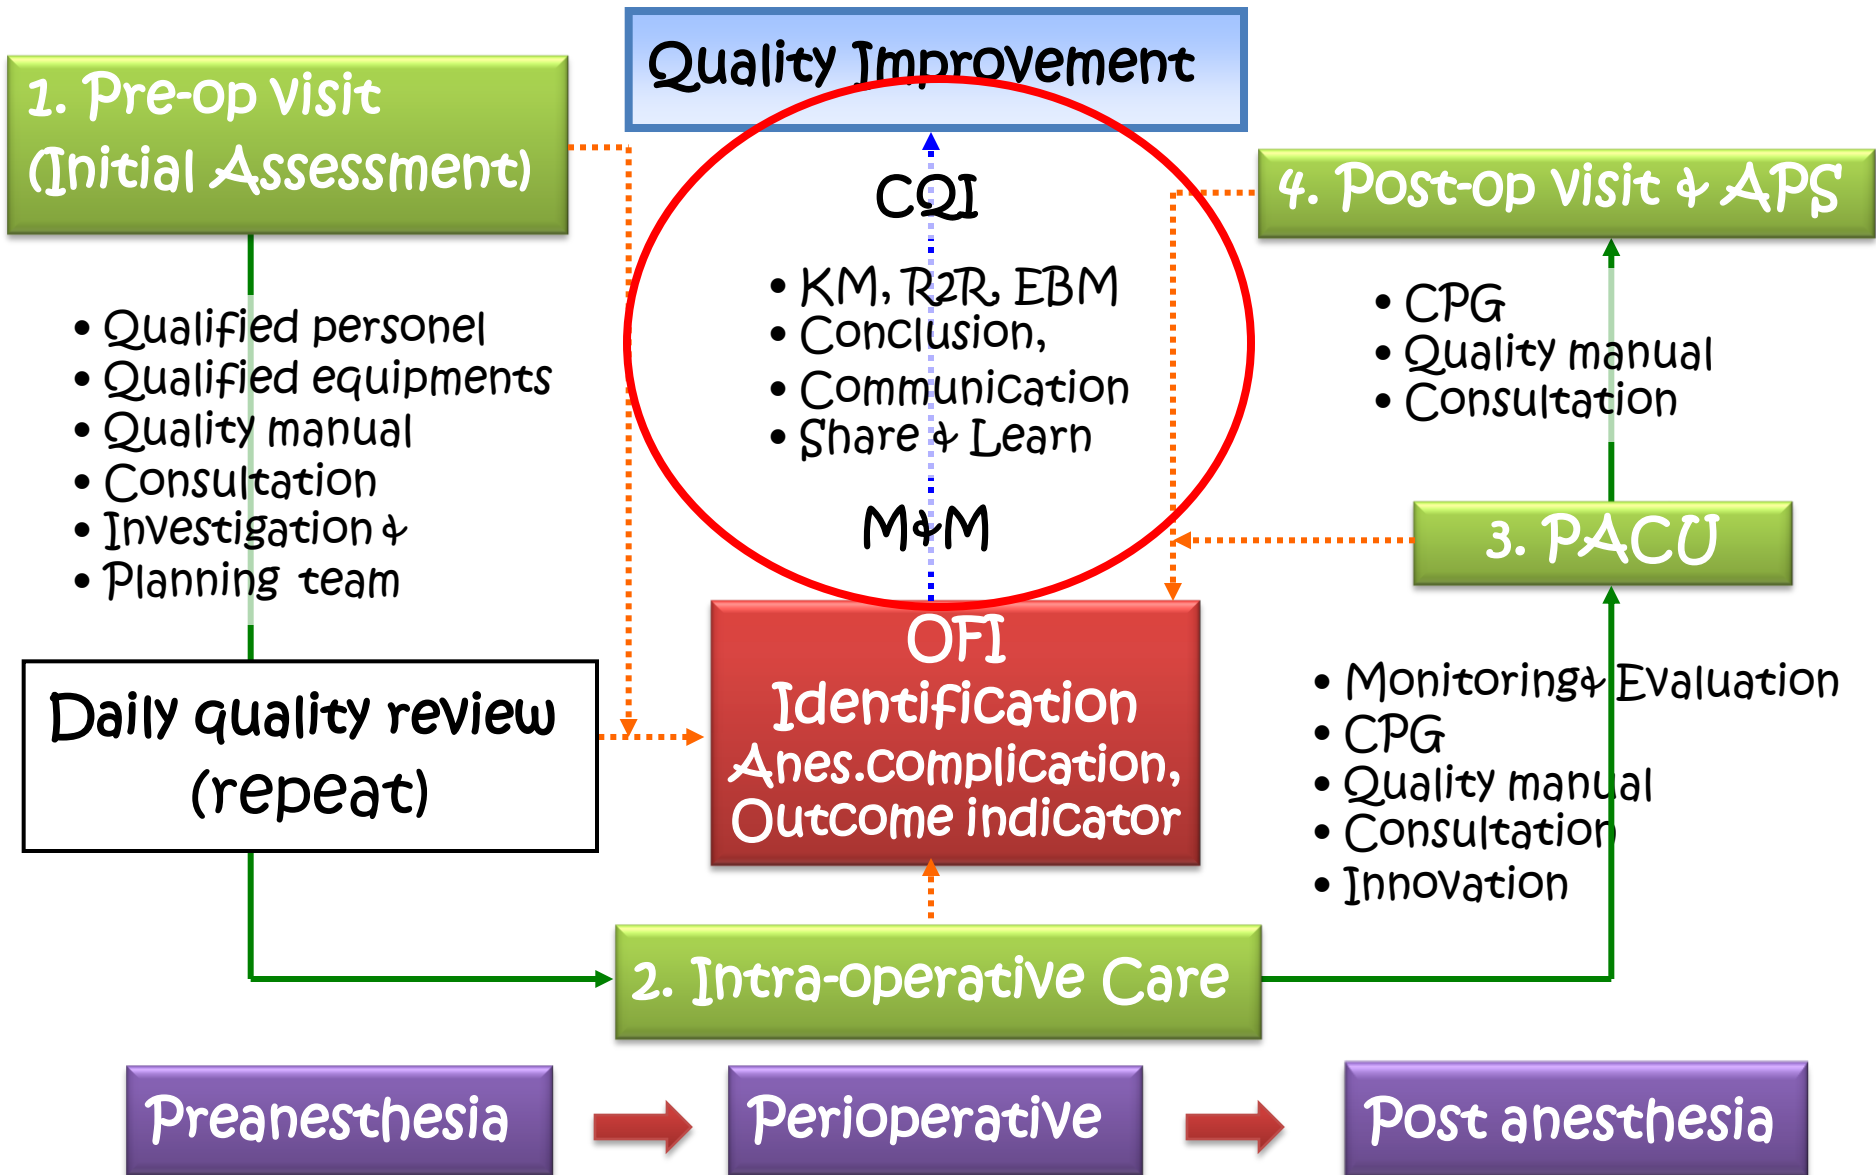 Quality Improvement
1. Pre-op visit
(Initial Assessment)
• Qualified personel
• Qualified equipments
• Quality manual
• Consultation
• Investigation &
• Planning team
Daily quality review
(repeat)
CQI
• KM, R2R, EBM
• Conclusion,
• Communication
• Share & Learn
M&M
OFI
Identification
Anes.complication,
Outcome indicator
2. Intra-operative Care
4. Post-op visit & APS
• CPG
• Quality manual
• Consultation
3. PACU
• Monitoring& Evaluation
• CPG
• Quality manual
• Consultation
• Innovation
Preanesthesia
Perioperative
Post anesthesia